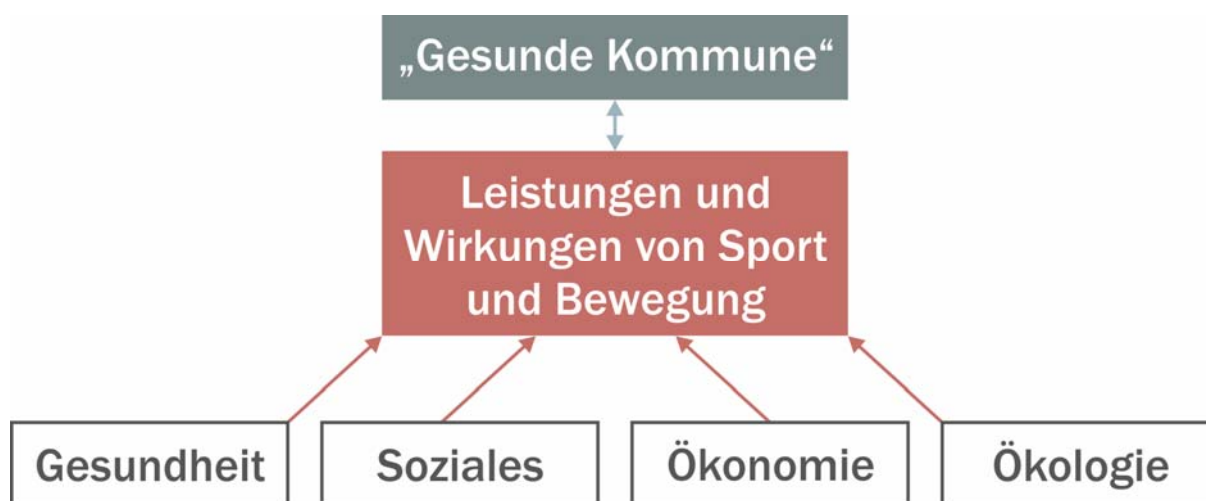 „Gesunde Kommune“
Leistungen und
Wirkungen von Sport
und Bewegung
Gesundheit
Soziales
Ökonomie
Ökologie